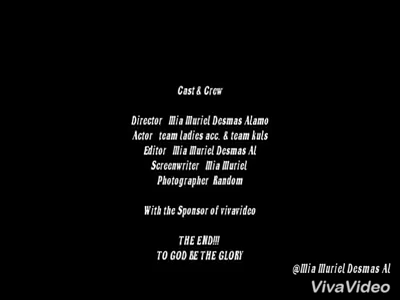 Cast & Crew
Director Mia Muriel Desmas Alamo
Actor team ladies acc. & team kuls
Editor Mia Muriel Desmas Al
Screenwriter Mia Muriel
Photographer Random
With the Sponsor of vivavideo
THE END!!!
TO GOD BE THE GLORY
@Mia Muriel Desmas Al
VivaVideo